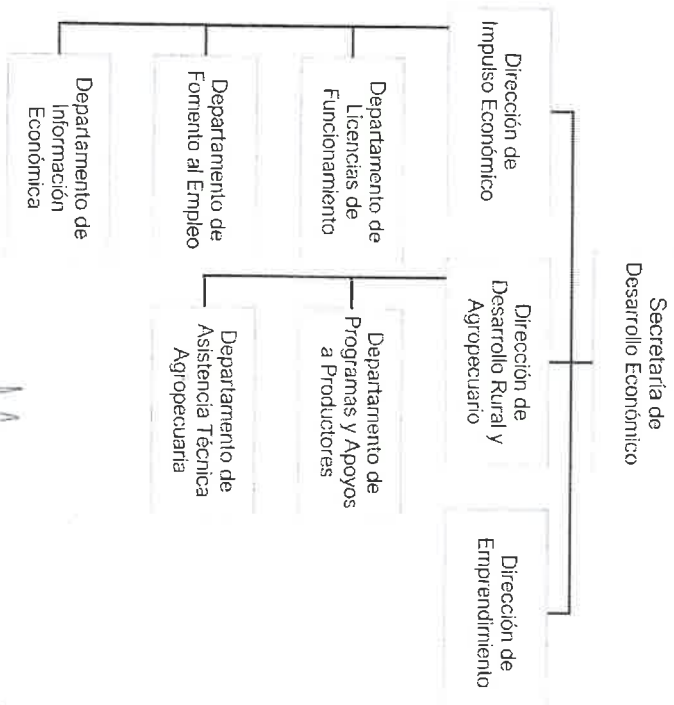 Secretaría de
Desarrollo Económico
Dirección de
Impulso Económico
Departamento de
Licencias de
Funcionamiento
Departamento de
Fomento al Empleo
Departamento de
Información
Económica
Dirección de
Desarrollo Rural y
Agropecuario
Departamento de
Programas y Apoyos
a Productores
Departamento de
Asistencia Técnica
Agropecuaria
Dirección de
Emprendimiento